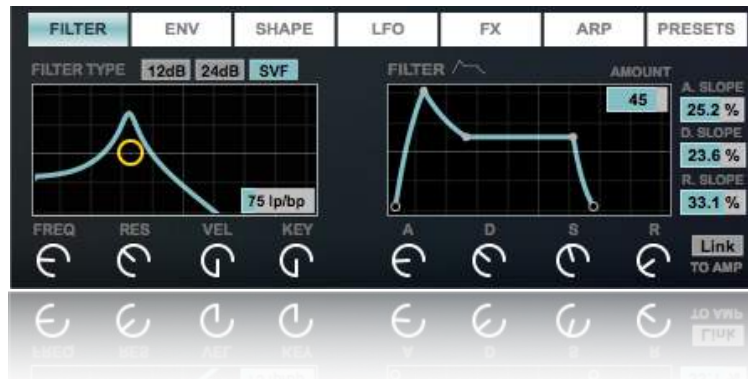 FILTER ENV SHAPE LFO FX ARP PRESETS
FILTER TYPE 12dB 24dB SVF
75 lp/bp
FREQ RES VEL KEY
FILTER AMOUNT
45
A. SLOPE
25.2 %
D. SLOPE
23.6 %
R. SLOPE
33.1 %
A D S R
Link
TO AMP